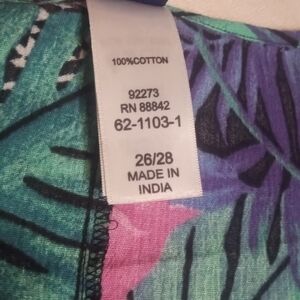 100%COTTON
92273
RN 88842
62-1103-1
26/28
MADE IN
INDIA